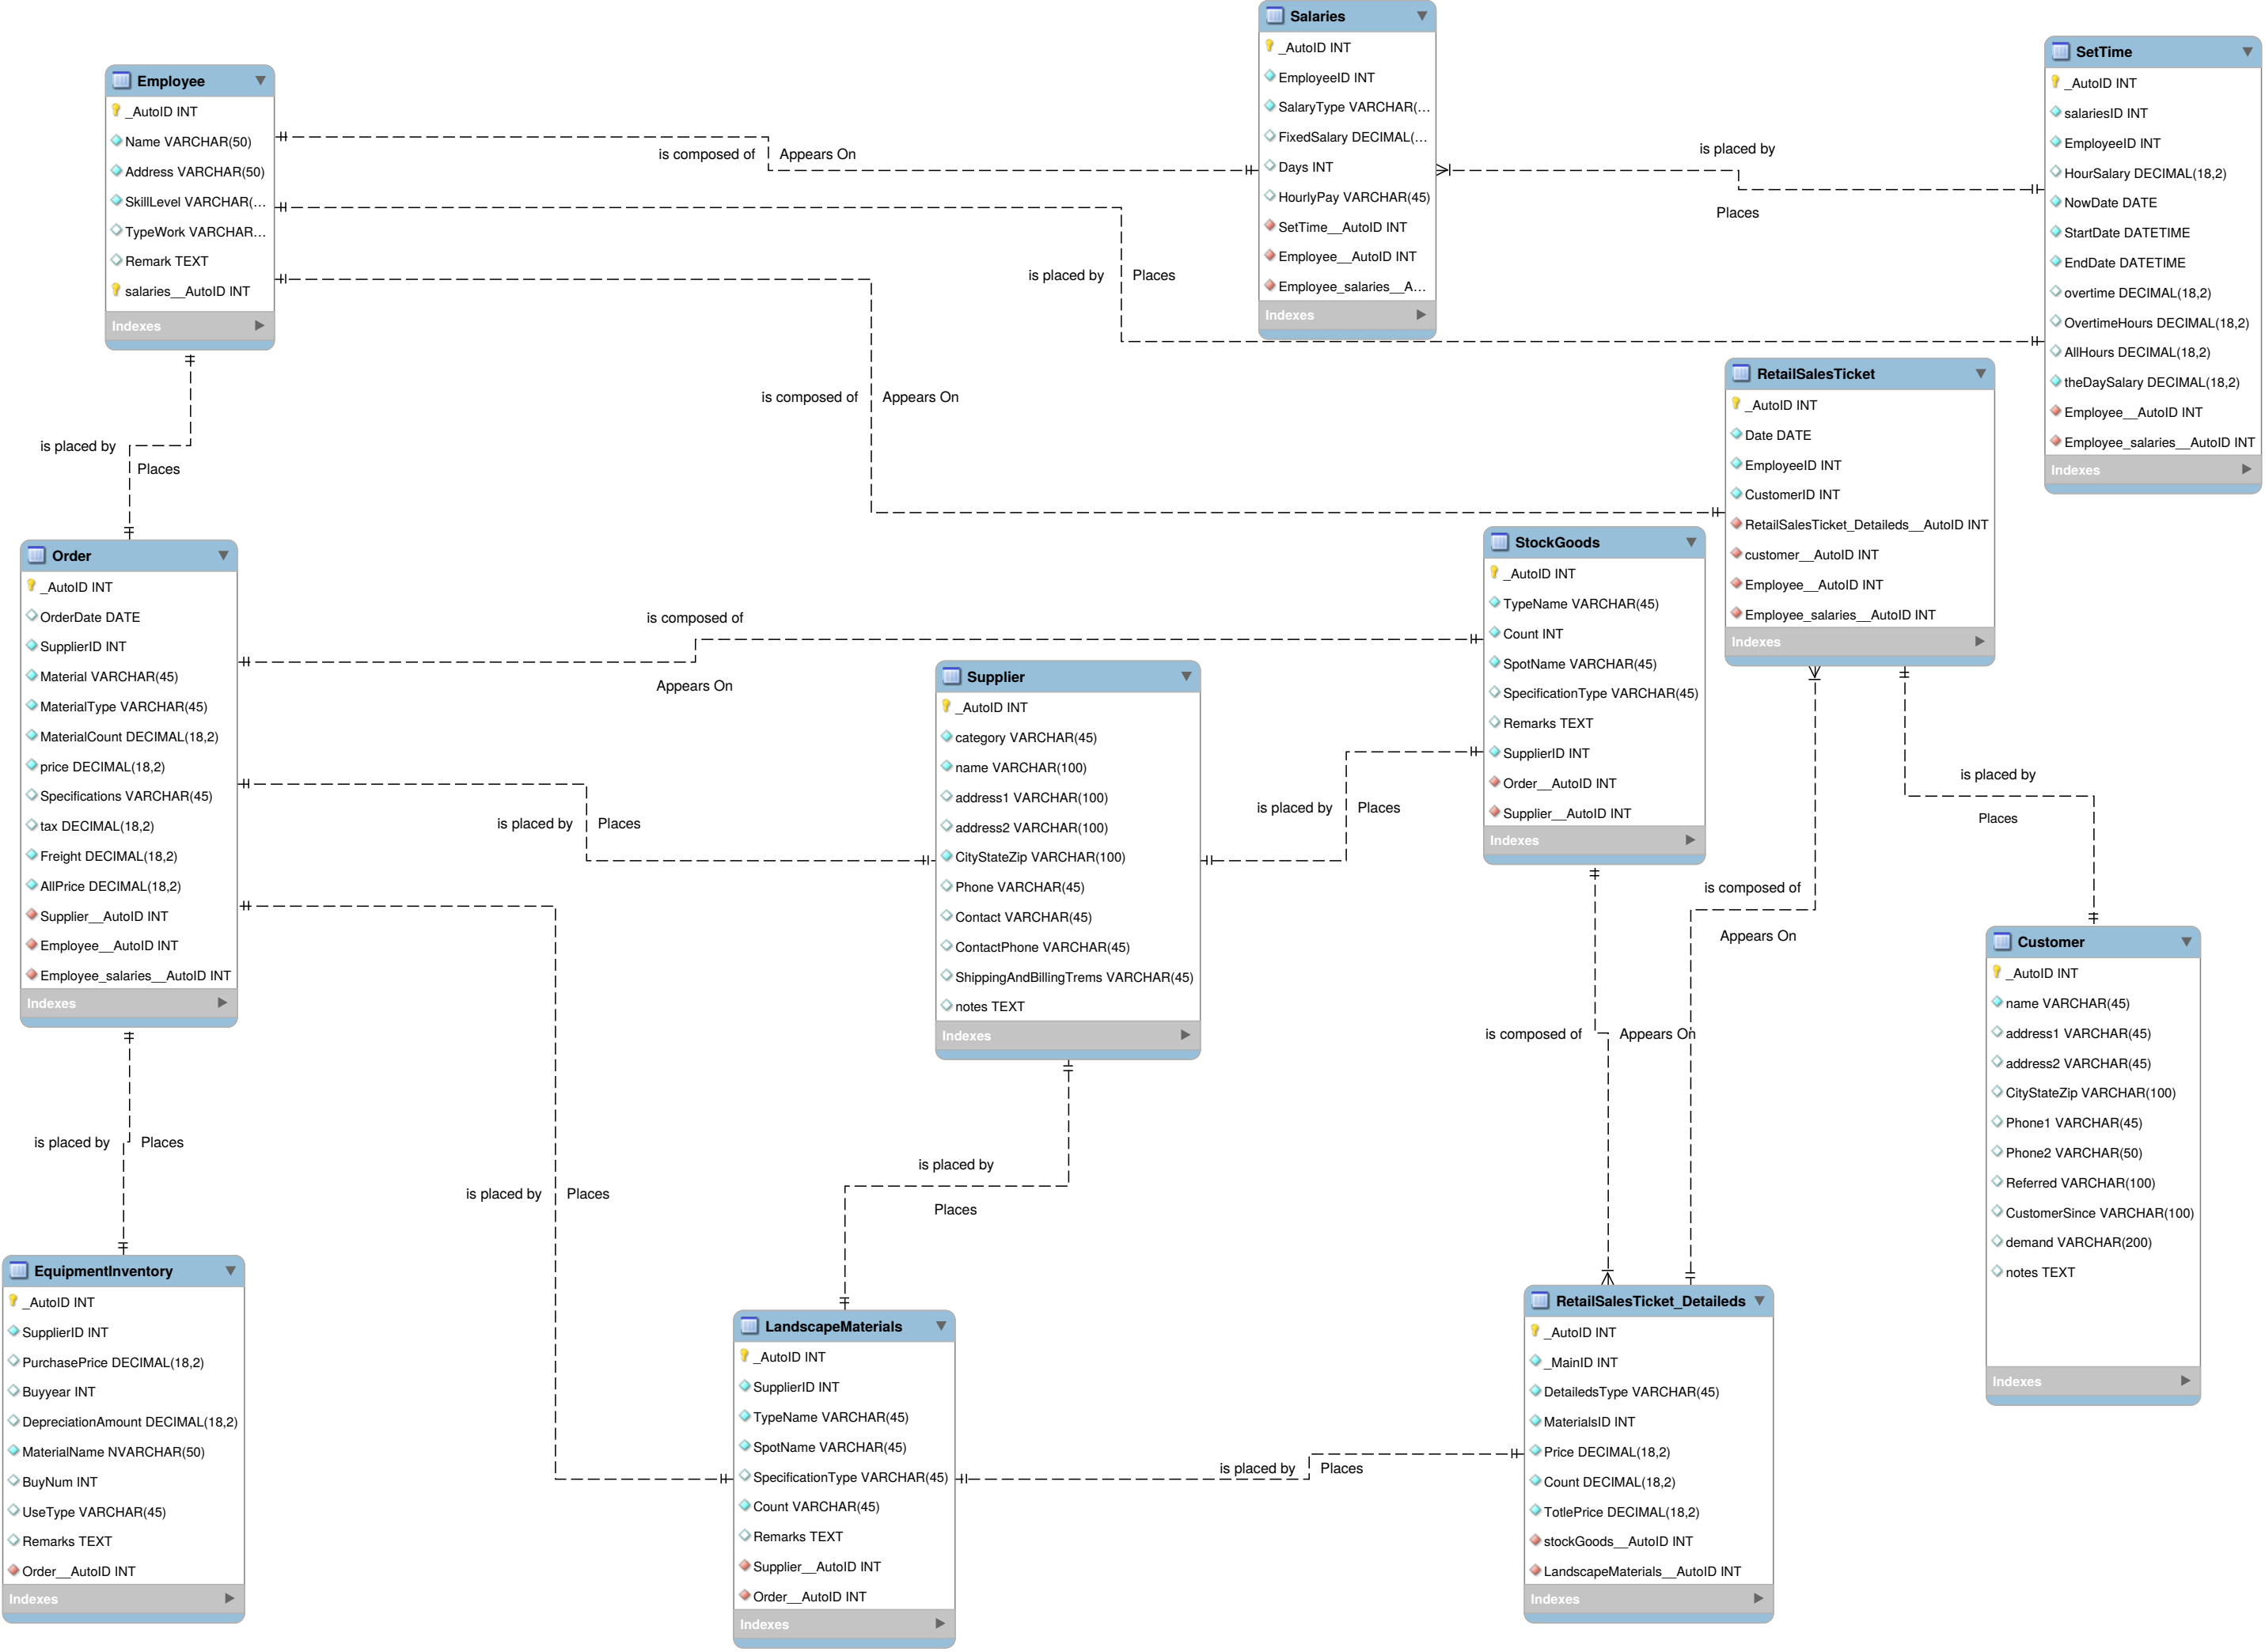 Employee
_AutoID INT
Name VARCHAR(50)
Address VARCHAR(50)
SkillLevel VARCHAR(…
TypeWork VARCHAR…
Remark TEXT
salaries__AutoID INT
Indexes
Salaries
_AutoID INT
EmployeeID INT
SalaryType VARCHAR(…
FixedSalary DECIMAL(…
Days INT
HourlyPay VARCHAR(45)
SetTime__AutoID INT
Employee__AutoID INT
Employee_salaries__A…
Indexes
SetTime
_AutoID INT
salariesID INT
EmployeeID INT
HourSalary DECIMAL(18,2)
NowDate DATE
StartDate DATETIME
EndDate DATETIME
overtime DECIMAL(18,2)
OvertimeHours DECIMAL(18,2)
AllHours DECIMAL(18,2)
theDaySalary DECIMAL(18,2)
Employee__AutoID INT
Employee_salaries__AutoID INT
Indexes
is composed of
Appears On
is placed by
Places
is placed by
Places
is composed of
Appears On
is placed by
Places
RetailSalesTicket
_AutoID INT
Date DATE
EmployeeID INT
CustomerID INT
RetailSalesTicket_Detaileds__AutoID INT
customer__AutoID INT
Employee__AutoID INT
Employee_salaries__AutoID INT
Indexes
Order
_AutoID INT
OrderDate DATE
SupplierID INT
Material VARCHAR(45)
MaterialType VARCHAR(45)
MaterialCount DECIMAL(18,2)
price DECIMAL(18,2)
Specifications VARCHAR(45)
tax DECIMAL(18,2)
Freight DECIMAL(18,2)
AllPrice DECIMAL(18,2)
Supplier__AutoID INT
Employee__AutoID INT
Employee_salaries__AutoID INT
Indexes
is composed of
Appears On
is placed by
Places
Supplier
_AutoID INT
category VARCHAR(45)
name VARCHAR(100)
address1 VARCHAR(100)
address2 VARCHAR(100)
CityStateZip VARCHAR(100)
Phone VARCHAR(45)
Contact VARCHAR(45)
ContactPhone VARCHAR(45)
ShippingAndBillingTrems VARCHAR(45)
notes TEXT
Indexes
StockGoods
_AutoID INT
TypeName VARCHAR(45)
Count INT
SpotName VARCHAR(45)
SpecificationType VARCHAR(45)
Remarks TEXT
SupplierID INT
Order__AutoID INT
Supplier__AutoID INT
Indexes
is placed by
Places
is placed by
Places
is composed of
Appears On
is composed of
Appears On
Customer
_AutoID INT
name VARCHAR(45)
address1 VARCHAR(45)
address2 VARCHAR(45)
CityStateZip VARCHAR(100)
Phone1 VARCHAR(45)
Phone2 VARCHAR(50)
Referred VARCHAR(100)
CustomerSince VARCHAR(100)
demand VARCHAR(200)
notes TEXT
Indexes
is placed by
Places
is placed by
Places
is placed by
Places
EquipmentInventory
_AutoID INT
SupplierID INT
PurchasePrice DECIMAL(18,2)
Buyyear INT
DepreciationAmount DECIMAL(18,2)
MaterialName NVARCHAR(50)
BuyNum INT
UseType VARCHAR(45)
Remarks TEXT
Order__AutoID INT
Indexes
LandscapeMaterials
_AutoID INT
SupplierID INT
TypeName VARCHAR(45)
SpotName VARCHAR(45)
SpecificationType VARCHAR(45)
Count VARCHAR(45)
Remarks TEXT
Supplier__AutoID INT
Order__AutoID INT
Indexes
is placed by
Places
RetailSalesTicket_Detaileds
_AutoID INT
_MainID INT
DetailedsType VARCHAR(45)
MaterialsID INT
Price DECIMAL(18,2)
Count DECIMAL(18,2)
TotlePrice DECIMAL(18,2)
stockGoods__AutoID INT
LandscapeMaterials__AutoID INT
Indexes